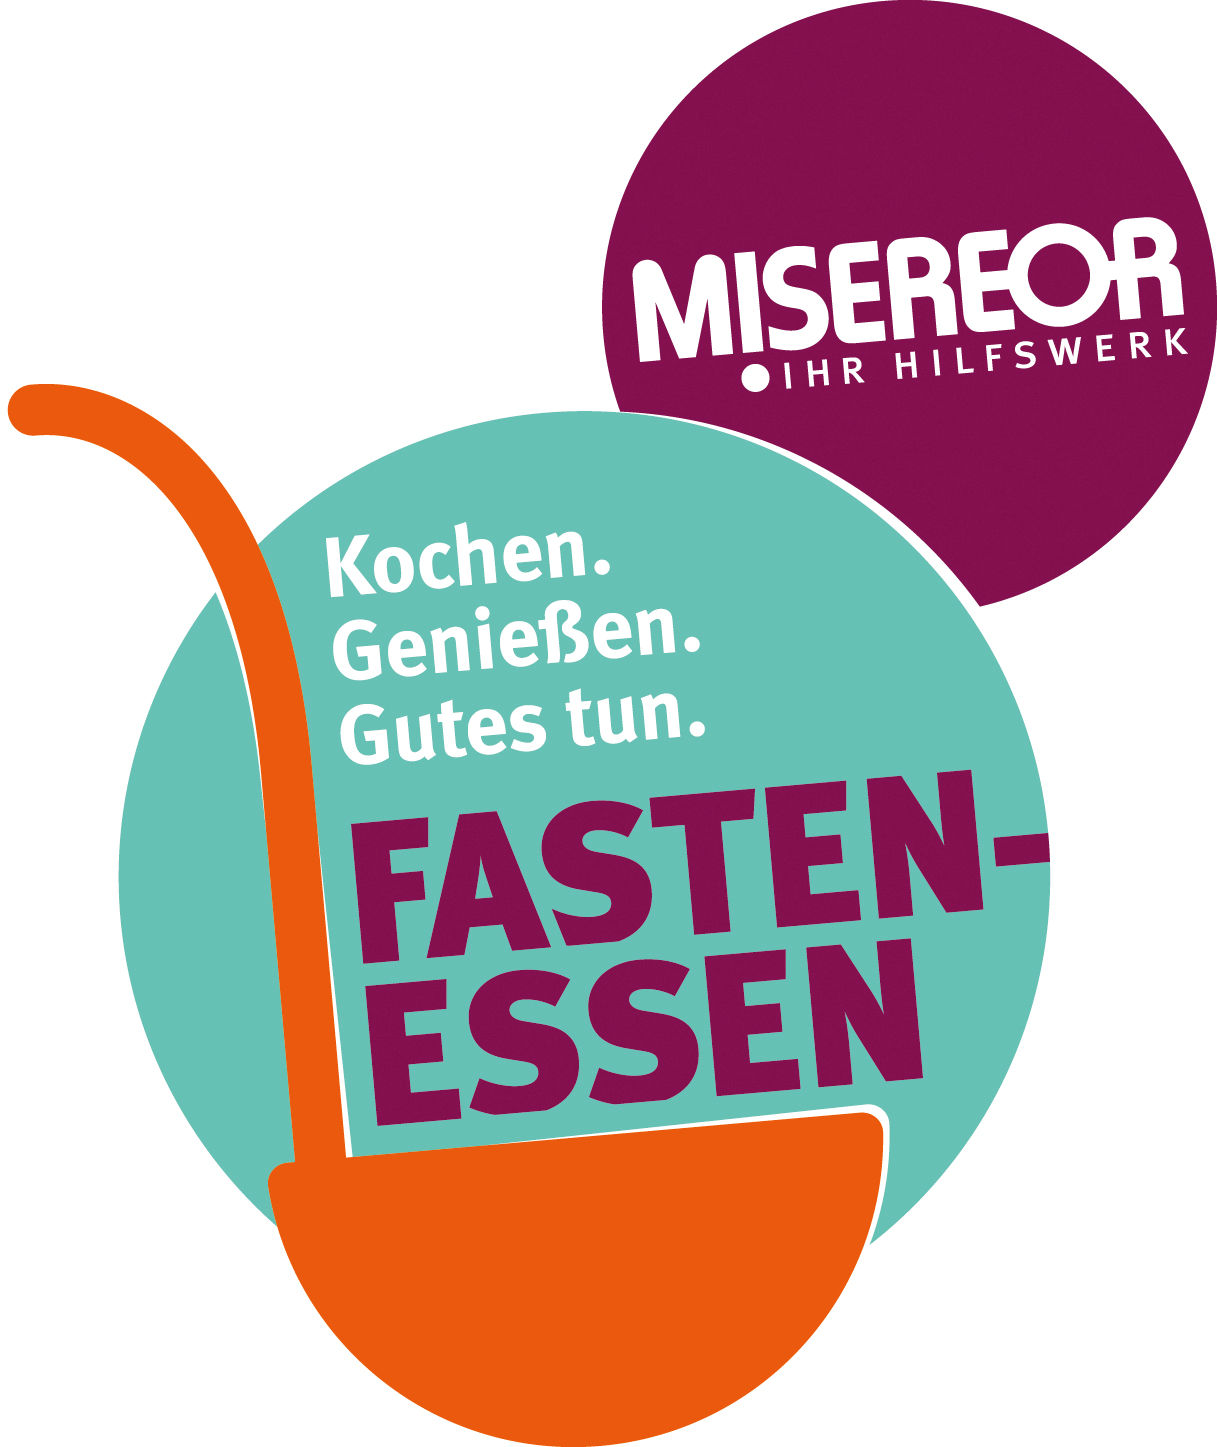 MISEREOR
IHR HILFSWERK
Kochen.
Genießen.
Gutes tun.
FASTEN-
ESSEN